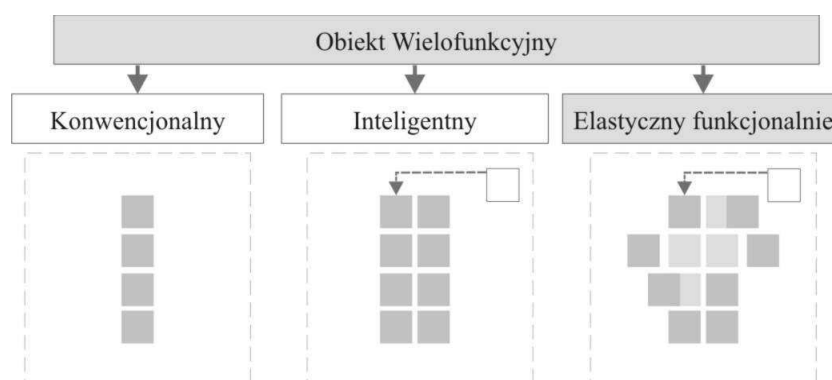 Obiekt Wielofunkcyjny
Konwencjonalny
Inteligentny
Elastyczny funkcjonalnie